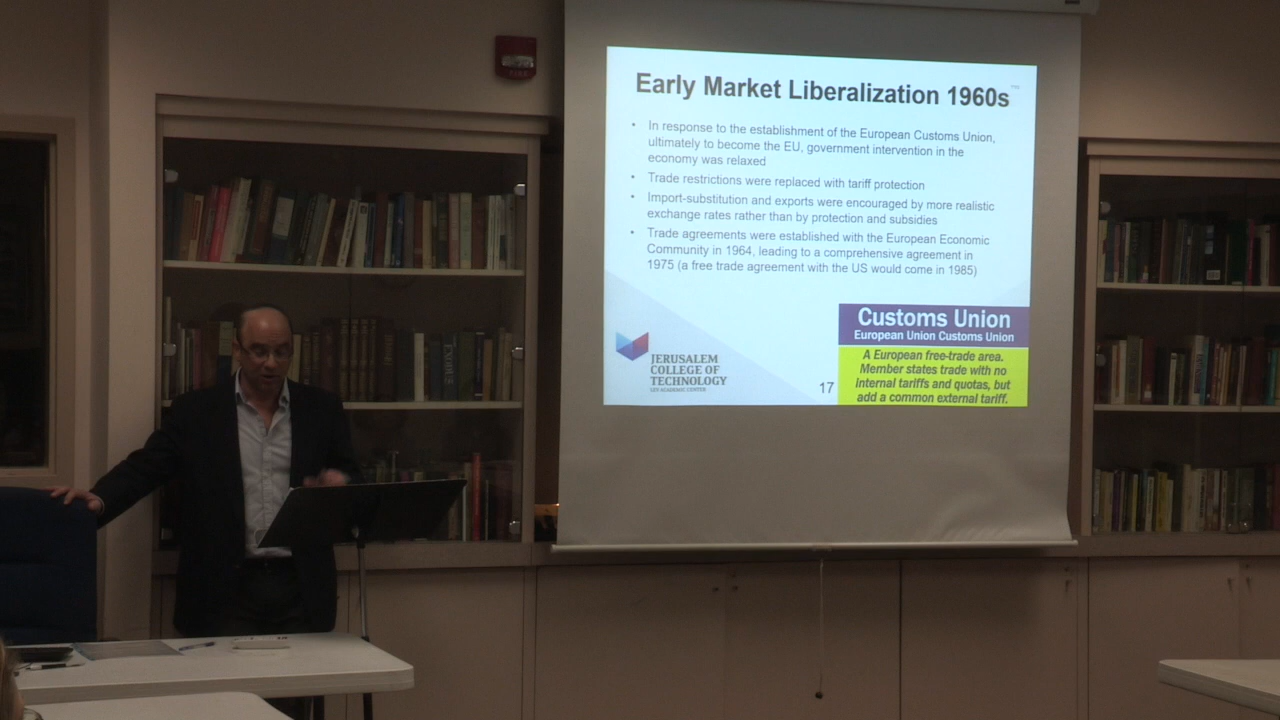 Early Market Liberalization 1960s
• In response to the establishment of the European Customs Union,
ultimately to become the EU, government intervention in the
economy was relaxed
• Trade restrictions were replaced with tariff protection
• Import-substitution and exports were encouraged by more realistic
exchange rates rather than by protection and subsidies
• Trade agreements were established with the European Economic
Community in 1964, leading to a comprehensive agreement in
1975 (a free trade agreement with the US would come in 1985)
JERUSALEM
COLLEGE OF
TECHNOLOGY
LEV ACADEMIC CENTER
17
Customs Union
European Union Customs Union
A European free-trade area.
Member states trade with no
internal tariffs and quotas, but
add a common external tariff.